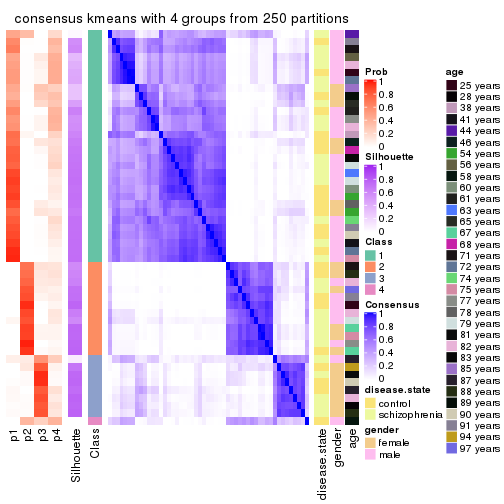 consensus kmeans with 4 groups from 250 partitions
p1
p2
p3
p4
Silhouette
Class
disease.state
gender
age
Prob
1
0.8
0.6
0.4
0.2
0
Silhouette
1
0.8
0.6
0.4
0.2
0
Class
1
2
3
4
Consensus
1
0.8
0.6
0.4
0.2
0
disease.state
control
schizophrenia
gender
female
male
age
25 years
28 years
38 years
41 years
44 years
46 years
54 years
56 years
58 years
60 years
61 years
63 years
65 years
67 years
68 years
71 years
72 years
74 years
75 years
77 years
78 years
79 years
81 years
82 years
83 years
85 years
87 years
88 years
89 years
90 years
91 years
94 years
97 years